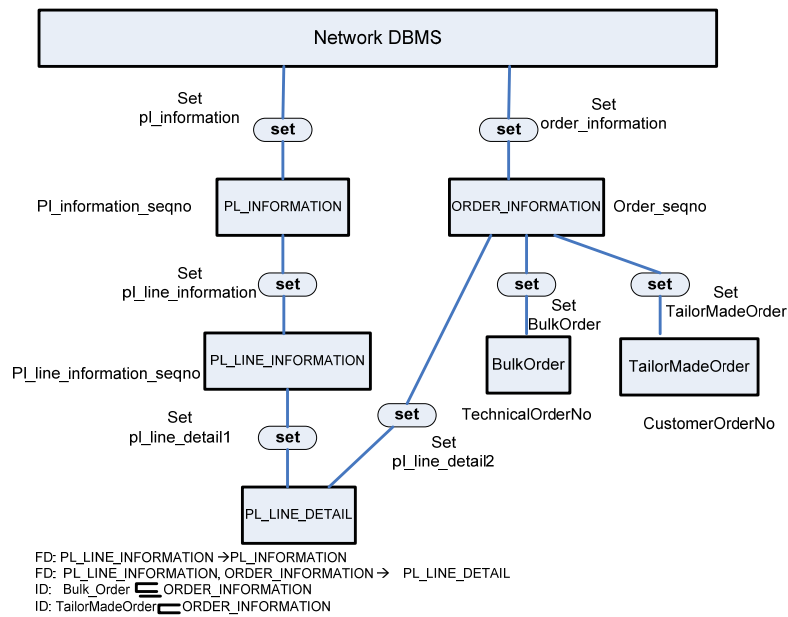 Network DBMS
Set
pl_information
set
Set
order_information
set
PI_information_seqno
PL_INFORMATION
ORDER_INFORMATION
Order_seqno
Set
pl_line_information
set
set
Set
BulkOrder
set
Set
TailorMadeOrder
PI_line_information_seqno
PL_LINE_INFORMATION
BulkOrder
TailorMadeOrder
TechnicalOrderNo
CustomerOrderNo
Set
pl_line_detail1
set
set
Set
pl_line_detail2
PL_LINE_DETAIL
FD: PL_LINE_INFORMATION →PL_INFORMATION
FD: PL_LINE_INFORMATION, ORDER_INFORMATION → PL_LINE_DETAIL
ID: Bulk_Order ⊆ ORDER_INFORMATION
ID: TailorMadeOrder ⊂ ORDER_INFORMATION